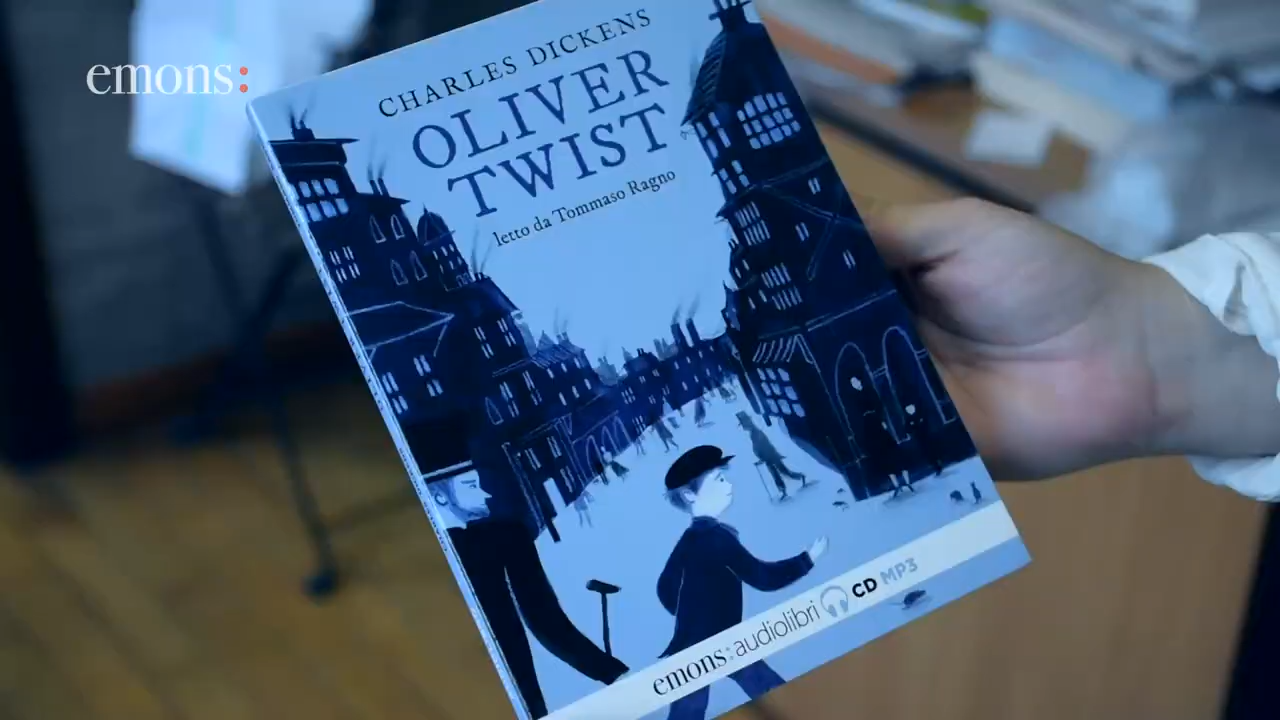 emons:
CHARLES DICKENS
OLIVER
TWIST
letto da Tommaso Ragno
emons:audiolibri CD MP3